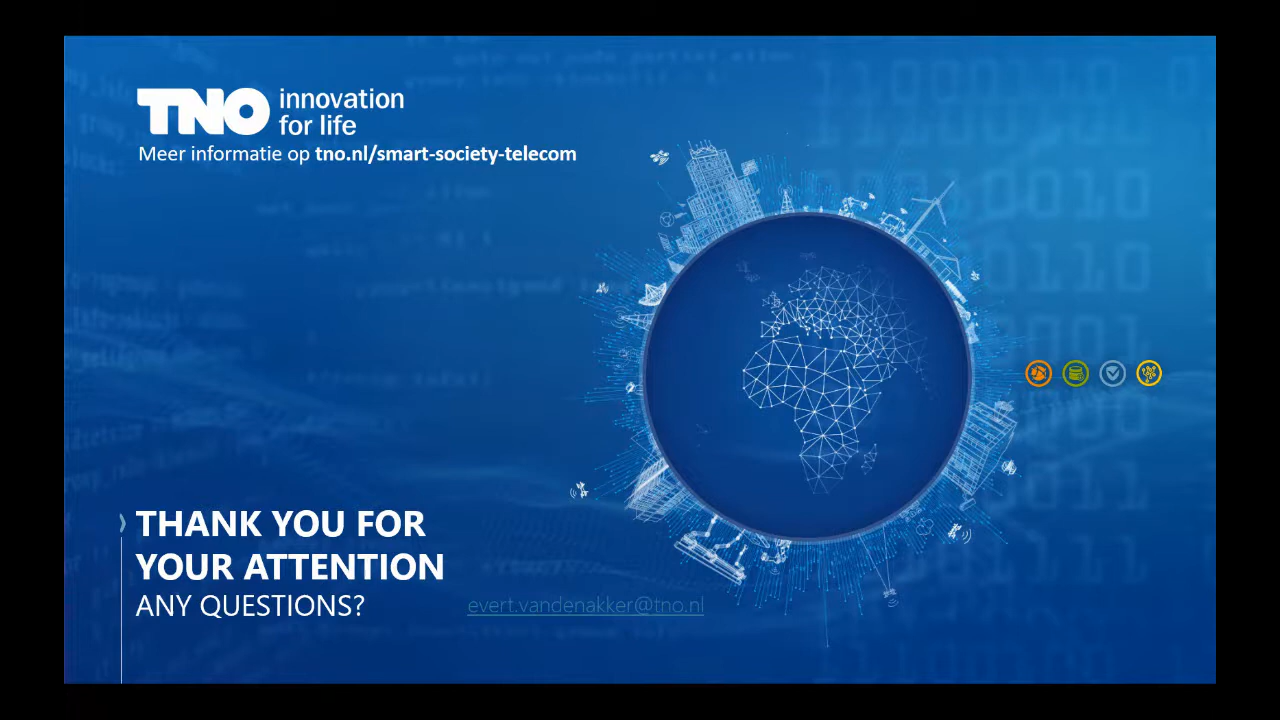 TNO innovation
for life
Meer informatie op tno.nl/smart-society-telecom
THANK YOU FOR
YOUR ATTENTION
ANY QUESTIONS?
evert.vandenakker@tno.nl